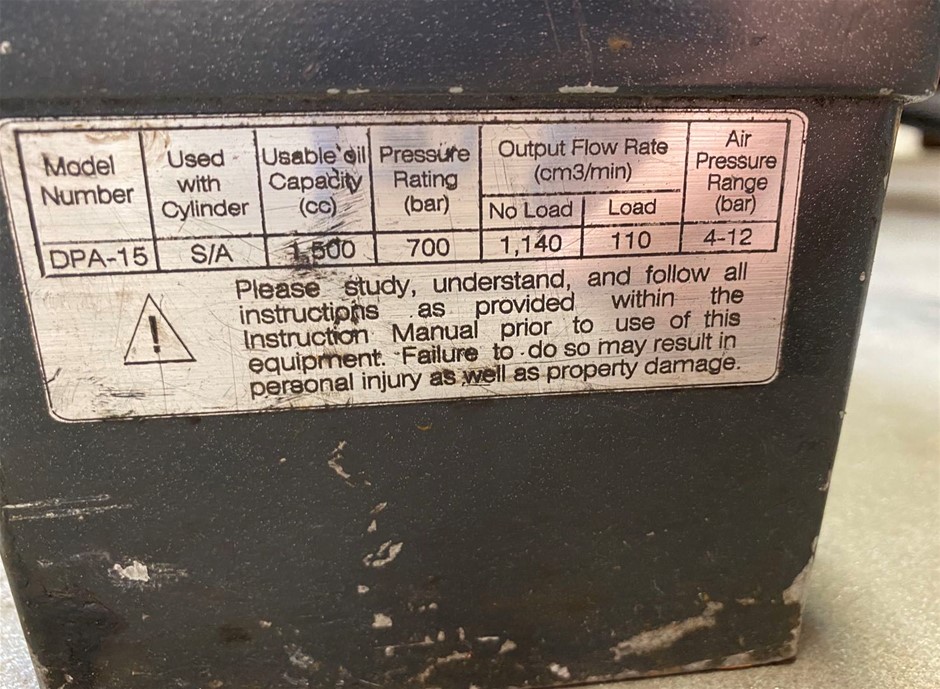 Model Number Used with Cylinder Usable oil Capacity (cc) Pressure Rating (bar) Output Flow Rate (cm3/min) Air Pressure Range (bar)
No Load Load
DPA-15 S/A 1,500 700 1,140 110 4-12
Please study, understand, and follow all
instructions as provided within the
Instruction Manual prior to use of this
equipment. Failure to do so may result in
personal injury as well as property damage.